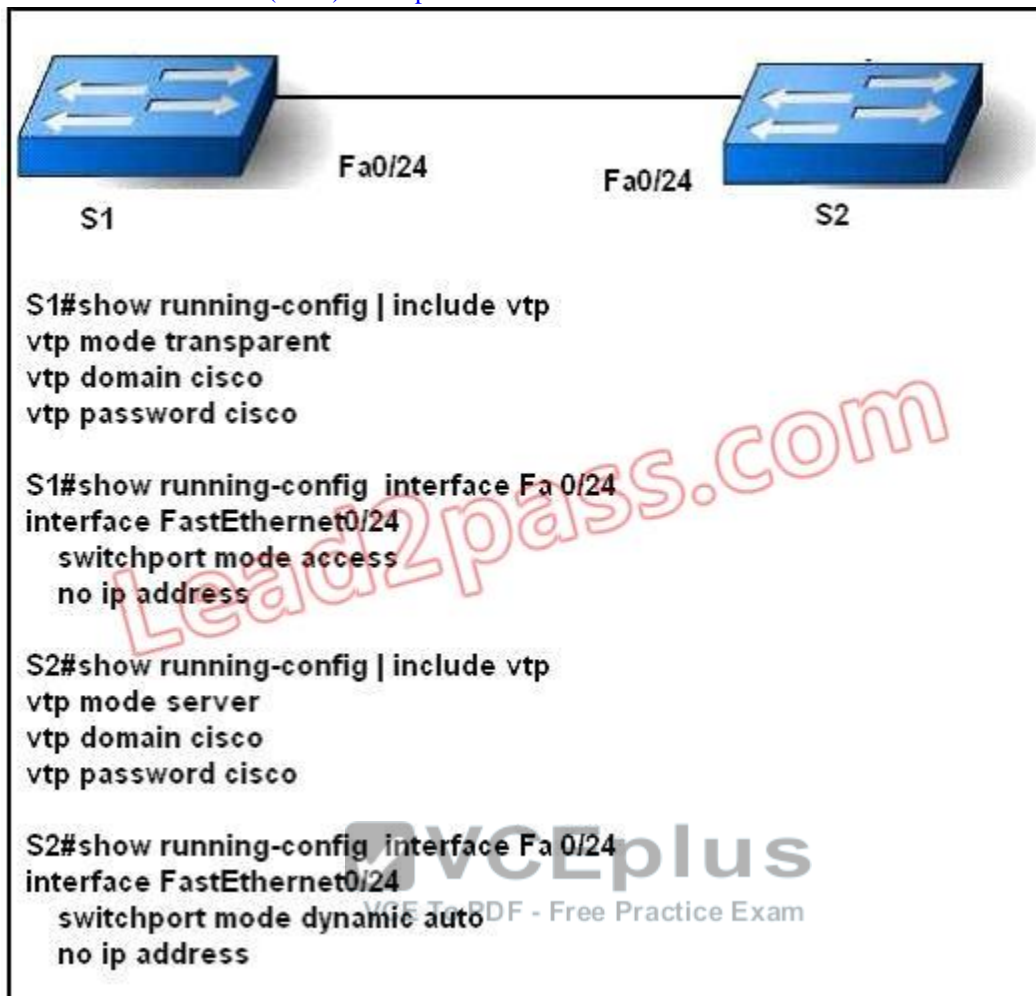 Fa0/24
Fa0/24
S1
S2
S1#show running-config | include vtp
vtp mode transparent
vtp domain cisco
vtp password cisco
S1#show running-config interface Fa 0/24
interface FastEthernet0/24
switchport mode access
no ip address
Lead2pass.com
S2#show running-config | include vtp
vtp mode server
vtp domain cisco
vtp password cisco
S2#show running-config interface Fa 0/24
VCEplus
interface FastEthernet0/24
VCE To PDF - Free Practice Exam
switchport mode dynamic auto
no ip address